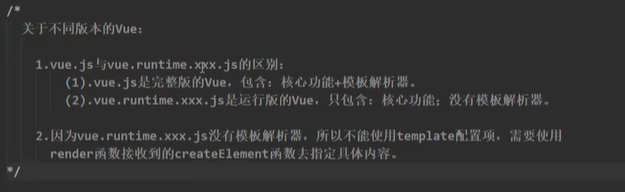 /*
关于不同版本的Vue：
1.vue.js与vue.runtime.xxx.js的区别：
(1).vue.js是完整版的Vue，包含：核心功能+模板解析器。
(2).vue.runtime.xxx.js是运行版的Vue，只包含：核心功能；没有模板解析器。
2.因为vue.runtime.xxx.js没有模板解析器，所以不能使用template配置项，需要使用
render函数接收到的createElement函数去指定具体内容。
*/